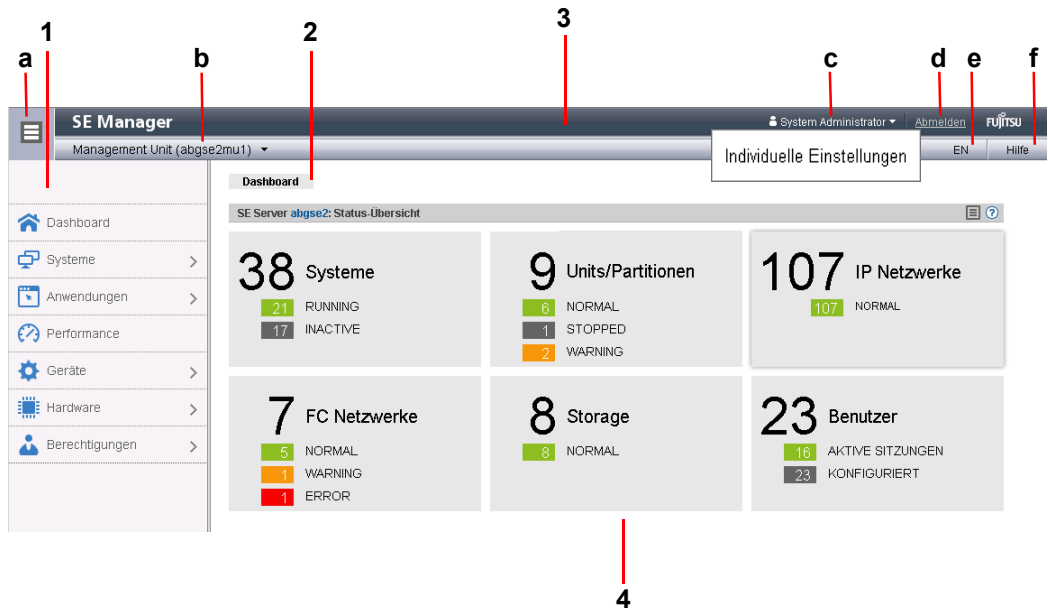 1 2 3
a b c d e f
SE Manager System Administrator Abmelden FUJITSU
Management Unit (abgse2mu1) Individuelle Einstellungen EN Hilfe
Dashboard
SE Server abgse2: Status-Übersicht
Dashboard
Systeme
Anwendungen
Performance
Geräte
Hardware
Berechtigungen
38 Systeme
21 RUNNING
17 INACTIVE
9 Units/Partitionen
6 NORMAL
1 STOPPED
2 WARNING
107 IP Netzwerke
107 NORMAL
7 FC Netzwerke
5 NORMAL
1 WARNING
1 ERROR
8 Storage
8 NORMAL
23 Benutzer
16 AKTIVE SITZUNGEN
23 KONFIGURIERT
4